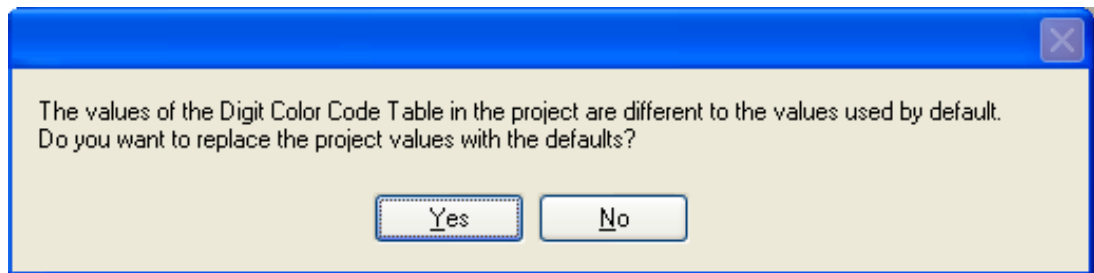 The values of the Digit Color Code Table in the project are different to the values used by default.
Do you want to replace the project values with the defaults?
Yes
No